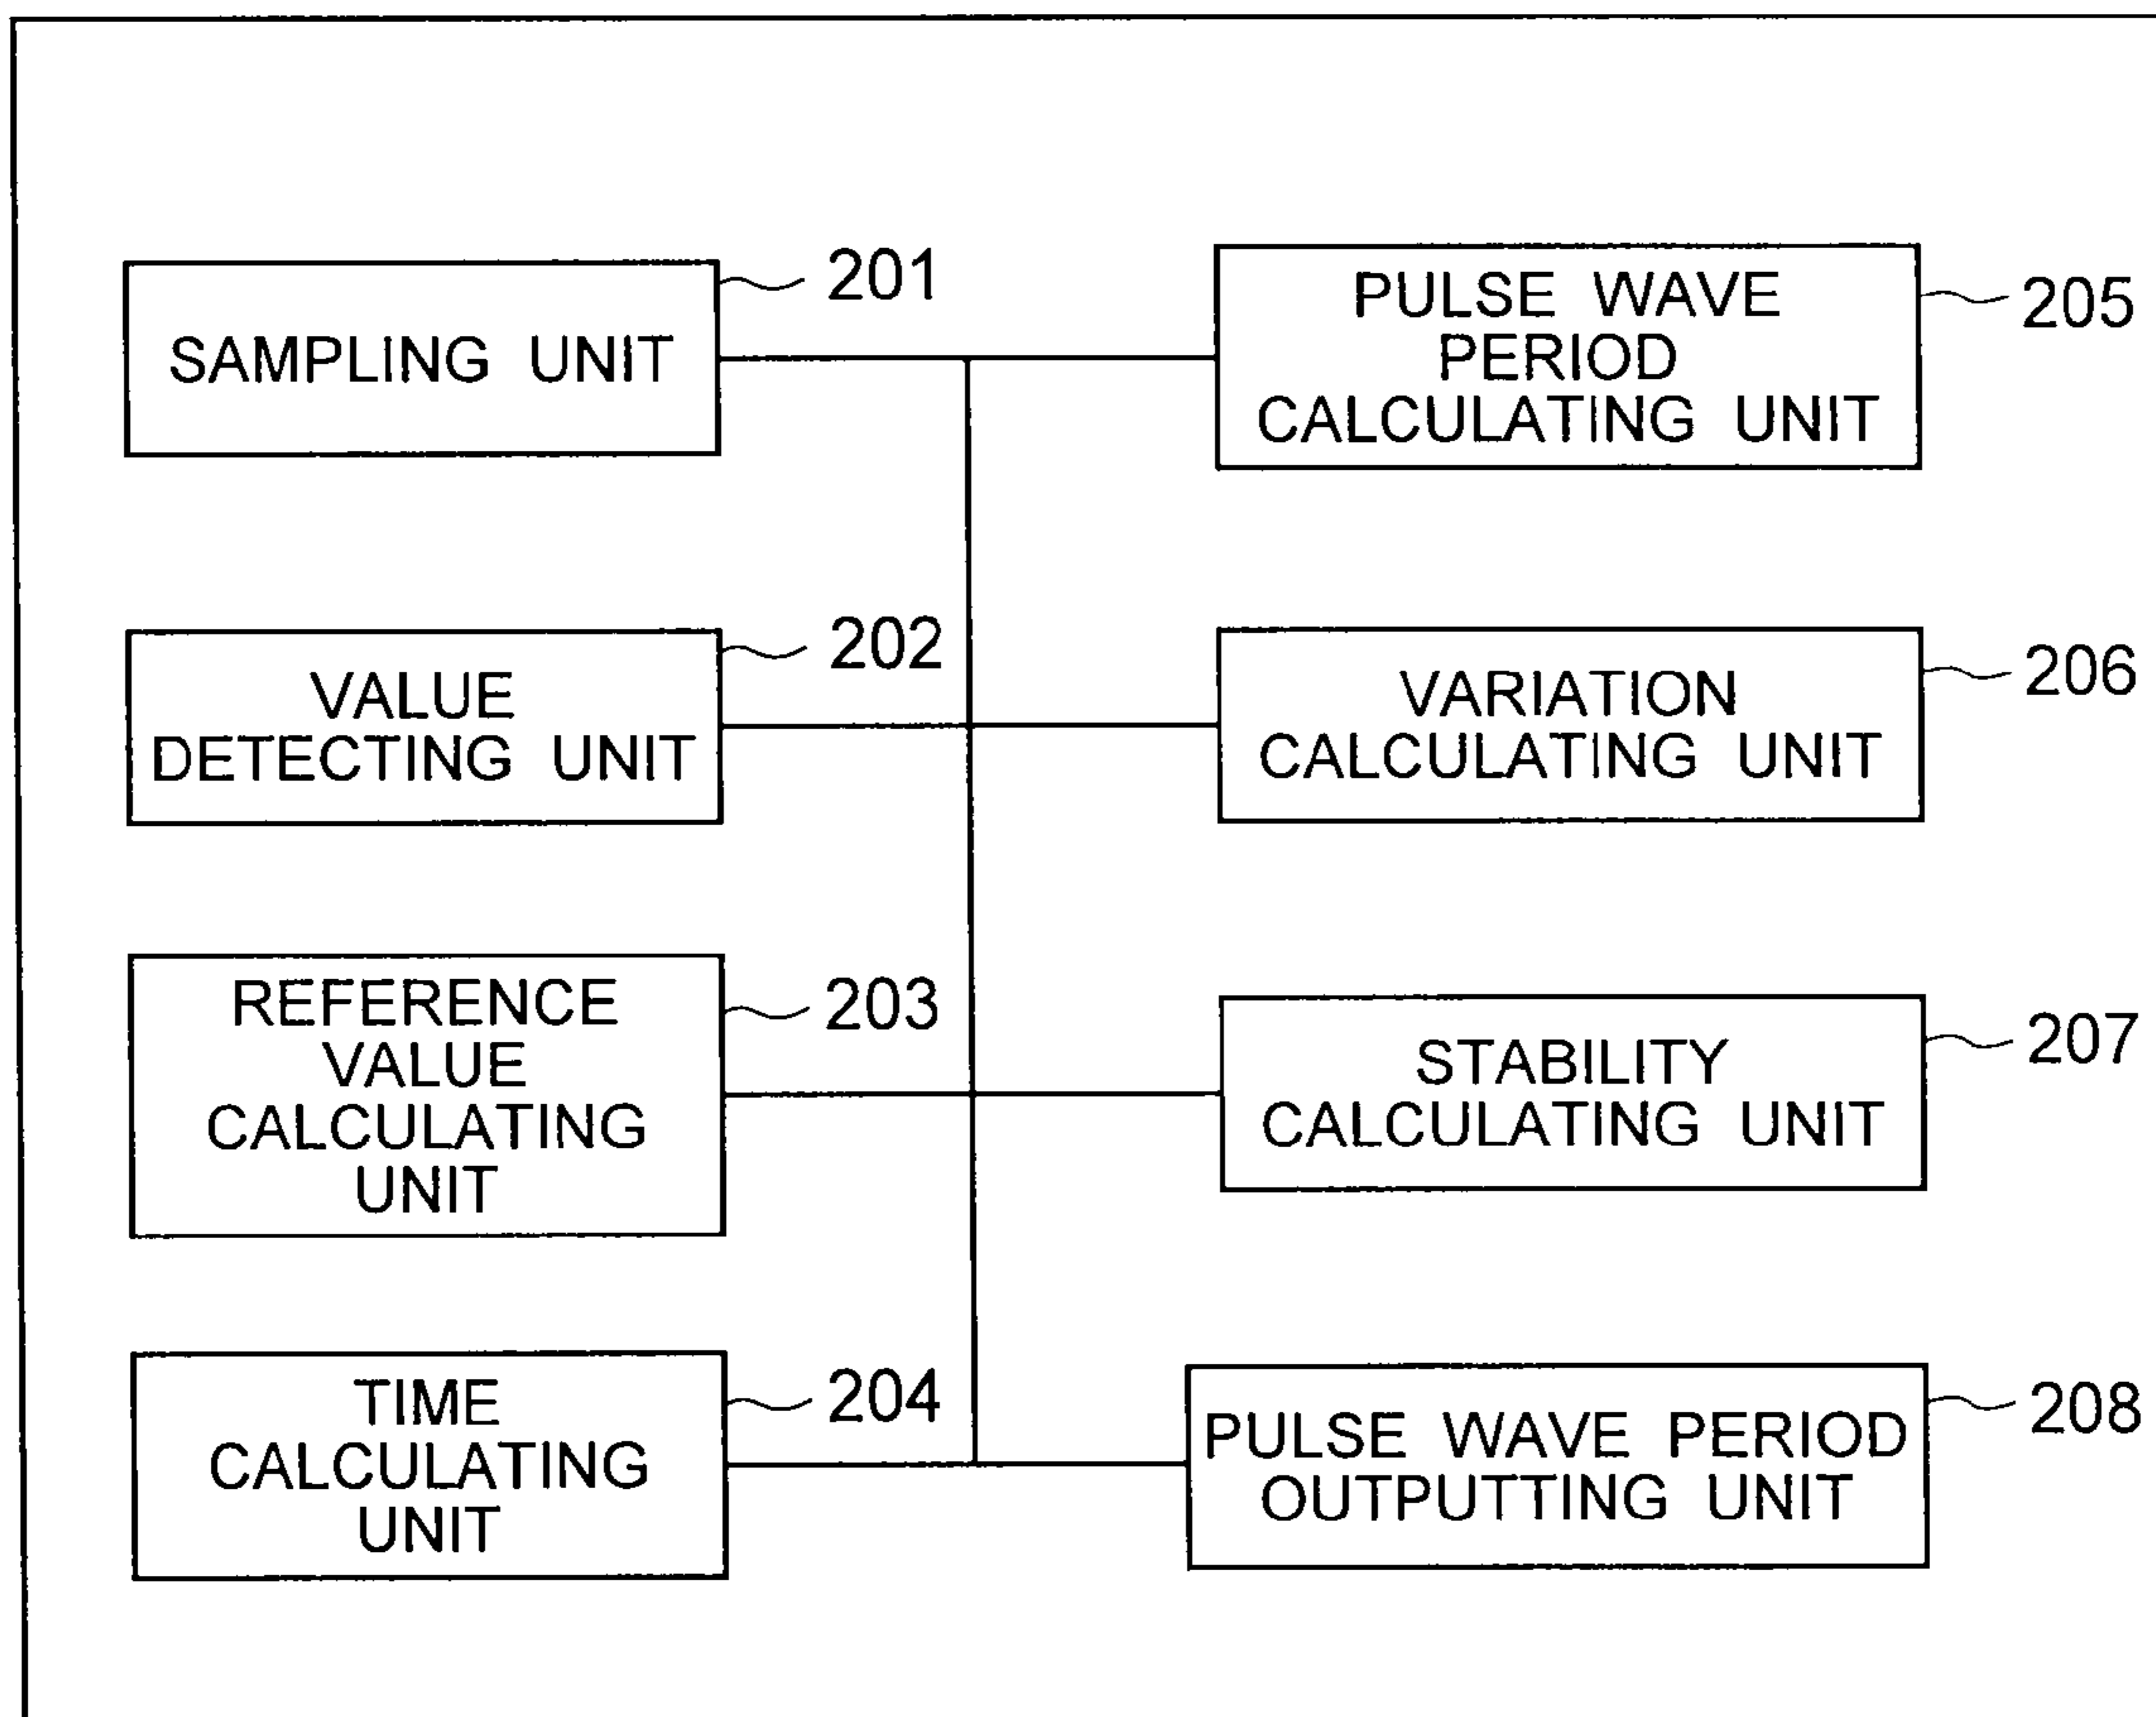 201
SAMPLING UNIT
202
VALUE
DETECTING UNIT
203
REFERENCE
VALUE
CALCULATING
UNIT
204
TIME
CALCULATING
UNIT
205
PULSE WAVE
PERIOD
CALCULATING UNIT
206
VARIATION
CALCULATING UNIT
207
STABILITY
CALCULATING UNIT
208
PULSE WAVE PERIOD
OUTPUTTING UNIT